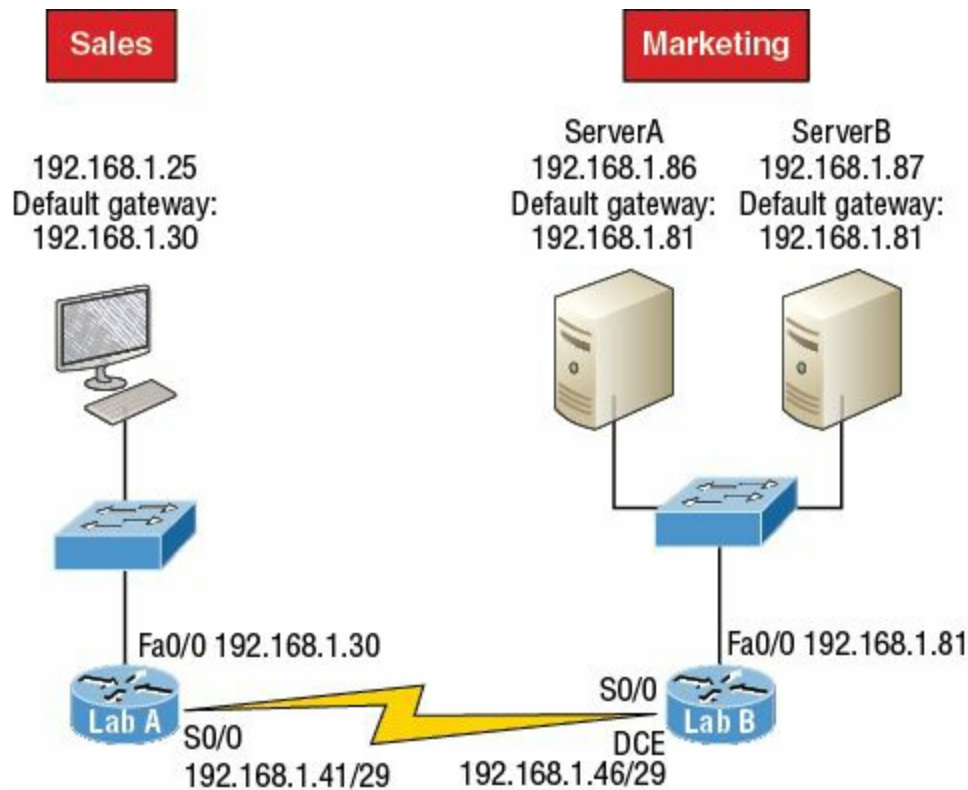 Sales
Marketing
192.168.1.25
Default gateway:
192.168.1.30
ServerA
192.168.1.86
Default gateway:
192.168.1.81
ServerB
192.168.1.87
Default gateway:
192.168.1.81
Fa0/0 192.168.1.30
Fa0/0 192.168.1.81
Lab A
S0/0
192.168.1.41/29
S0/0
DCE
192.168.1.46/29
Lab B